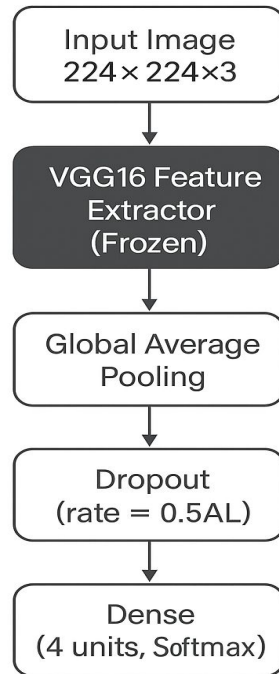 Input Image
224×224×3
VGG16 Feature
Extractor
(Frozen)
Global Average
Pooling
Dropout
(rate = 0.5AL)
Dense
(4 units, Softmax)